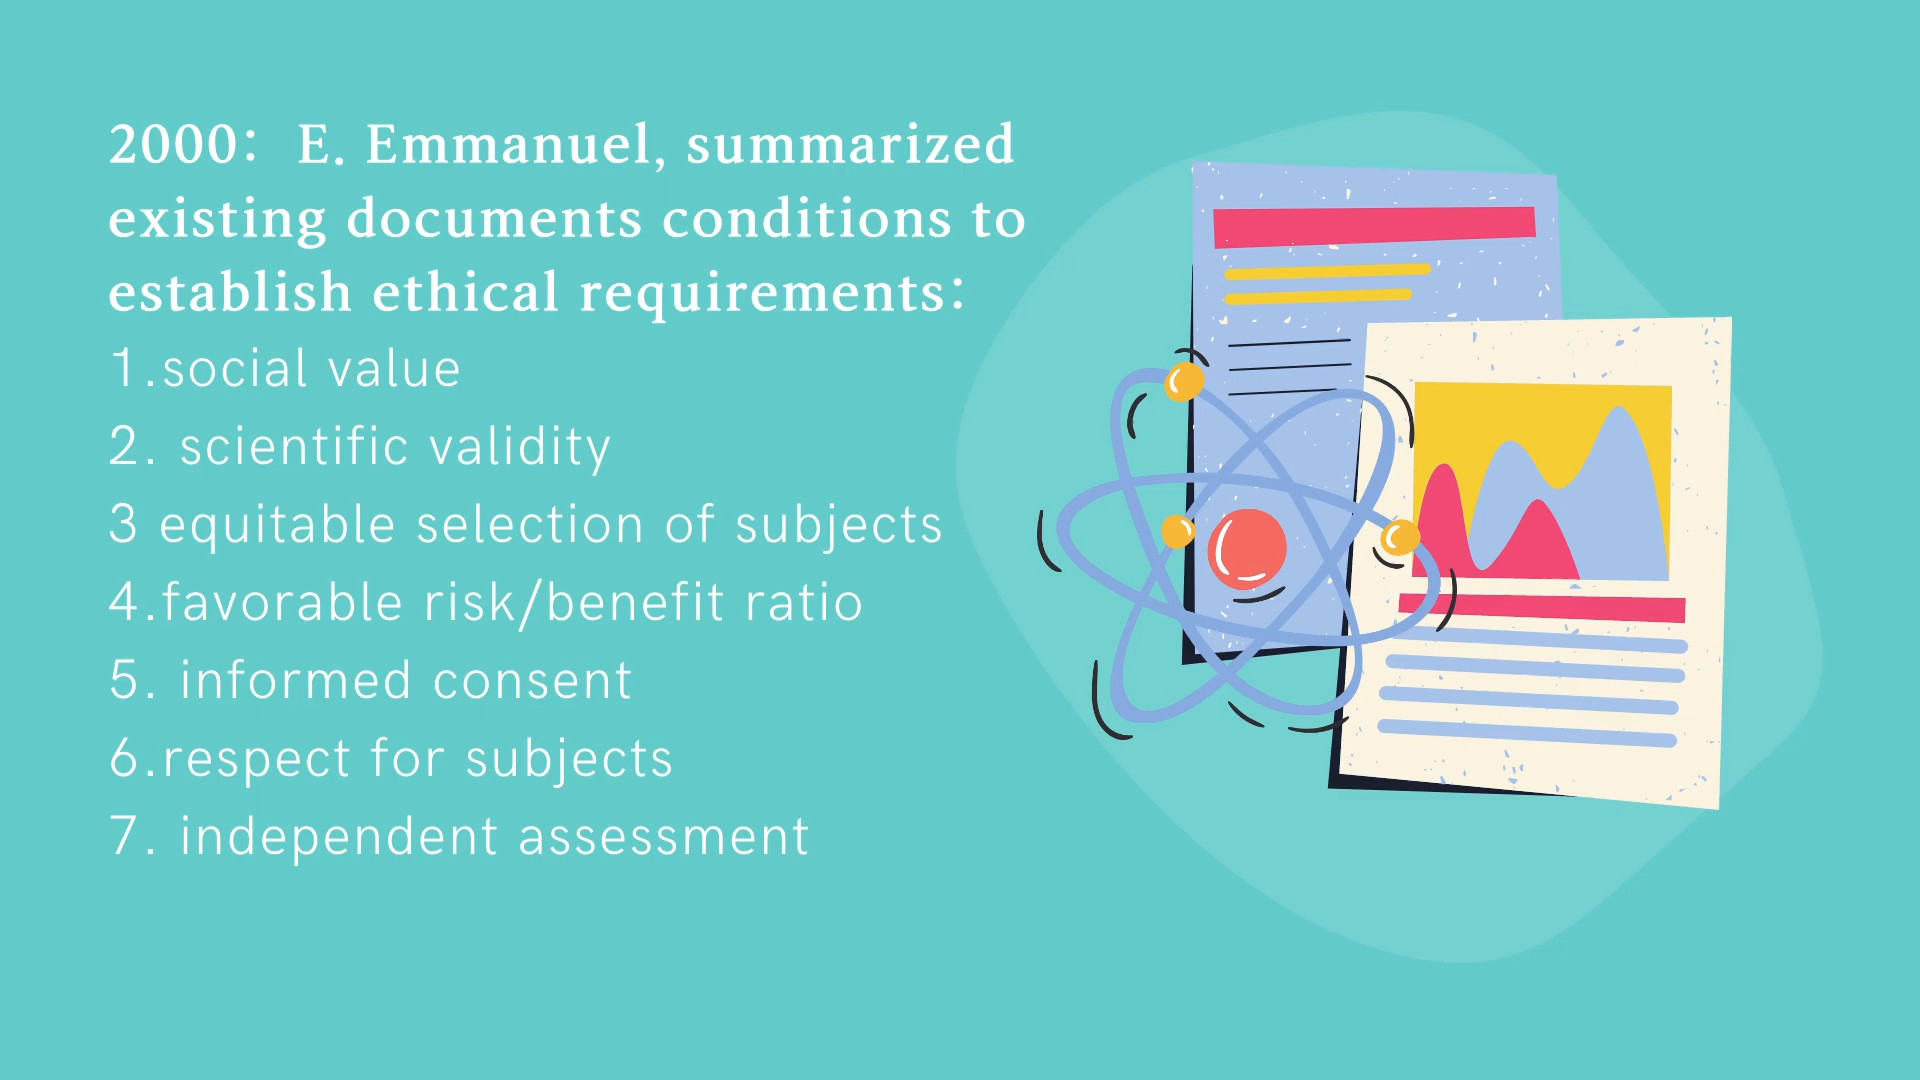 2000:  E. Emmanuel, summarized
existing documents conditions to
establish ethical requirements:
1.social value
2. scientific validity
3 equitable selection of subjects
4.favorable risk/benefit ratio
5. informed consent
6.respect for subjects
7. independent assessment